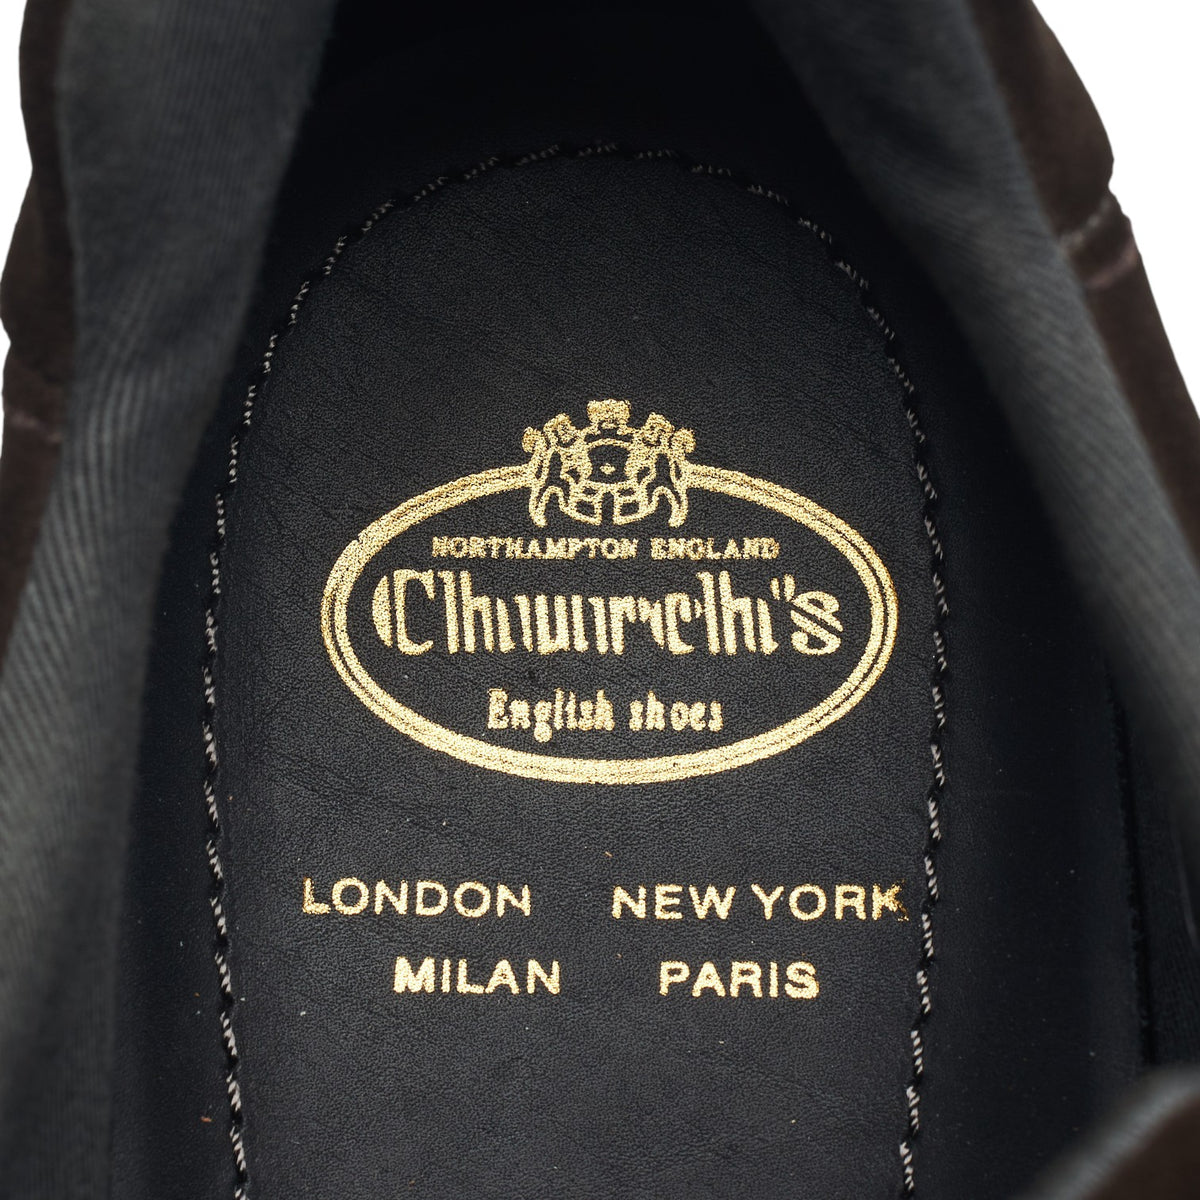 NORTHAMPTON ENGLAND
Church's
English shoes
LONDON NEW YORK
MILAN PARIS